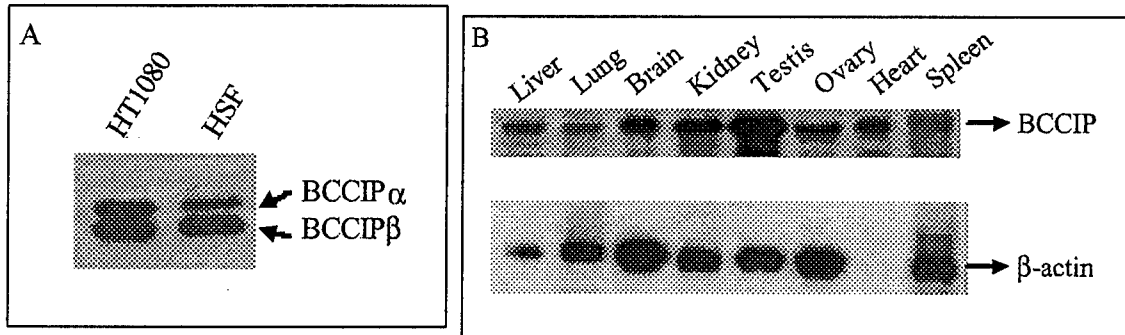 A
HT1080
HSF
BCCIPα
BCCIPβ
B
Liver
Lung
Brain
Kidney
Testis
Ovary
Heart
Spleen
BCCIP
β-actin